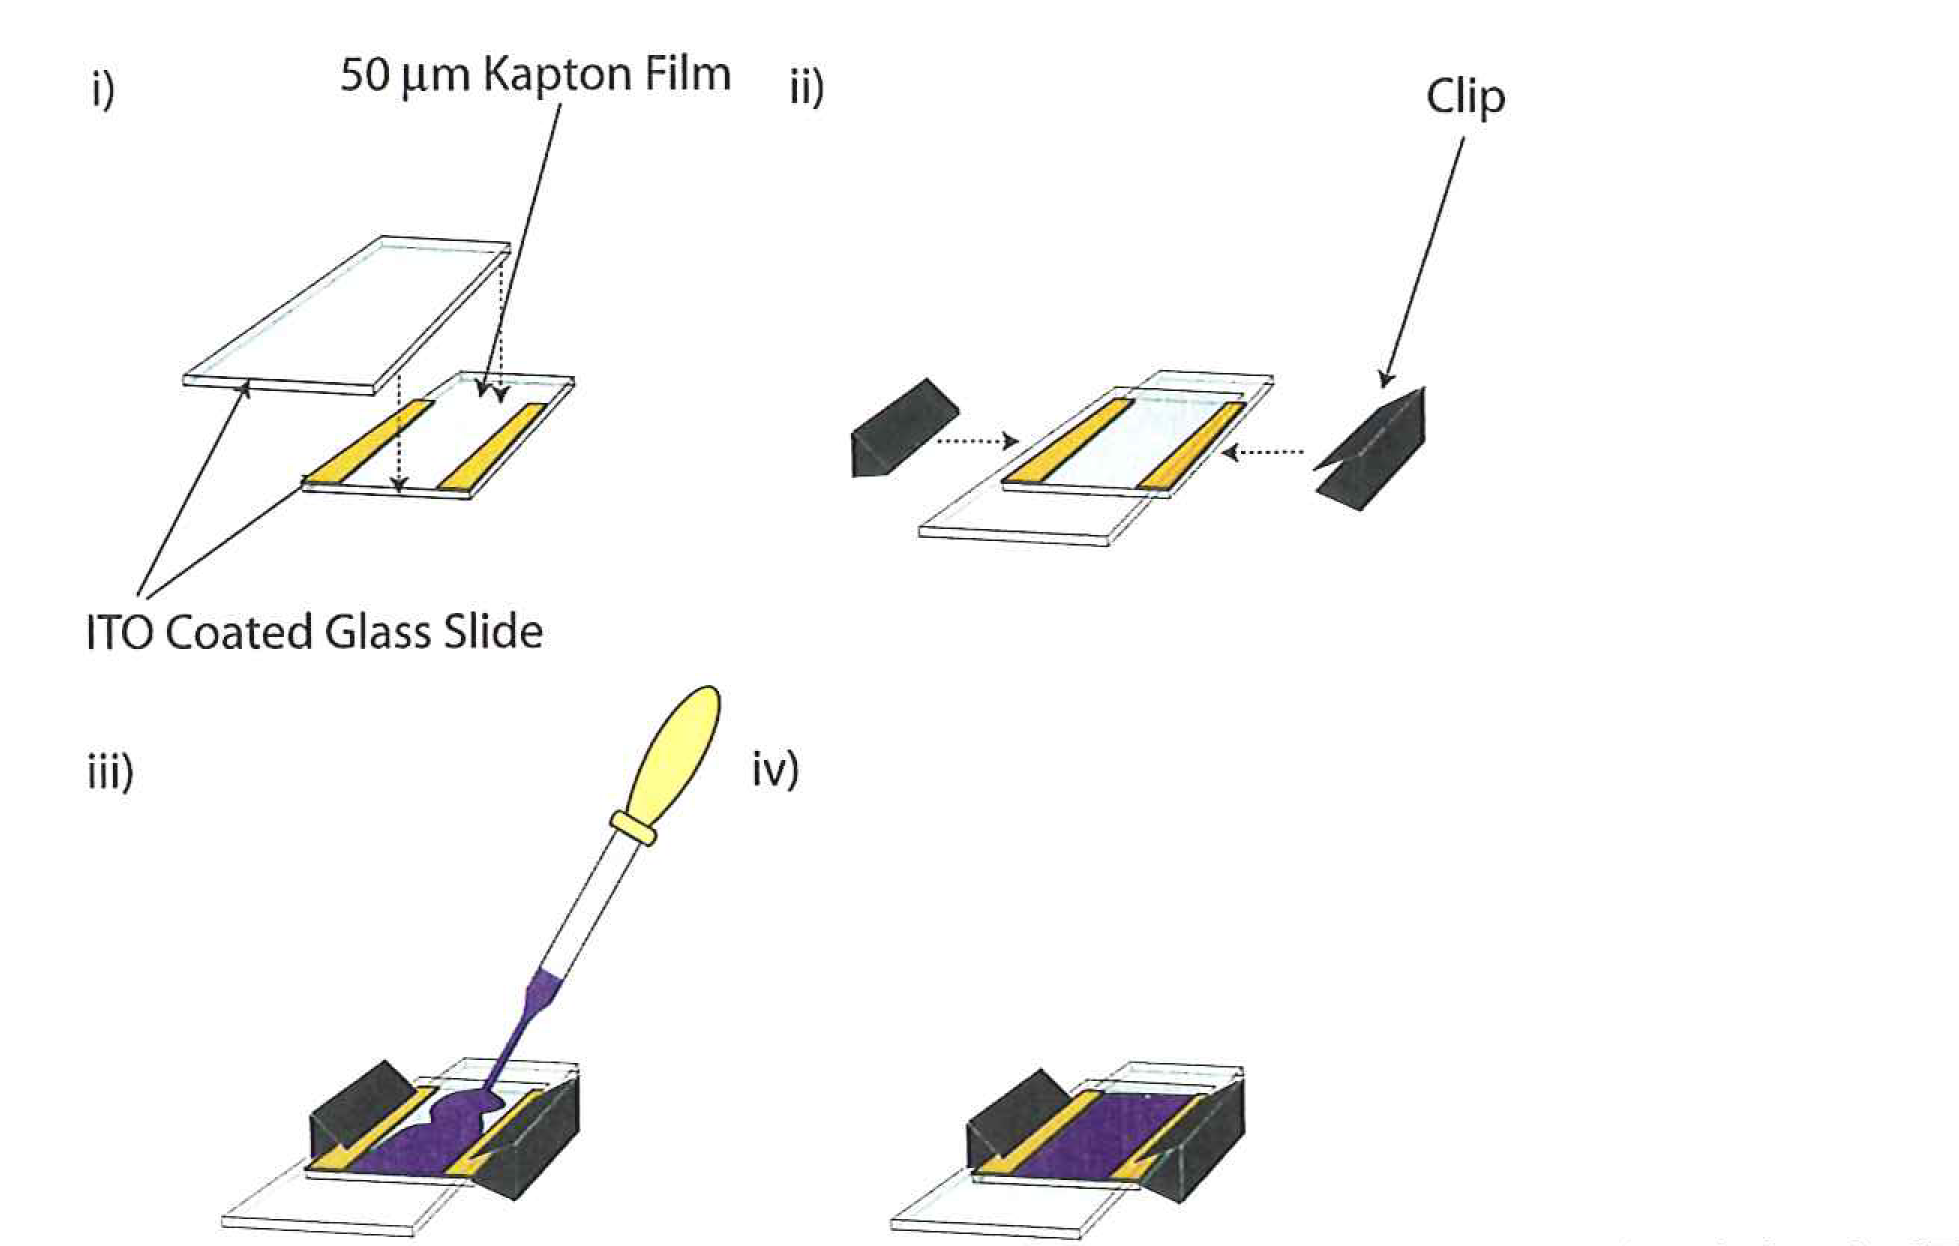 i)
50 μm Kapton Film
ii)
Clip
ITO Coated Glass Slide
iii)
iv)